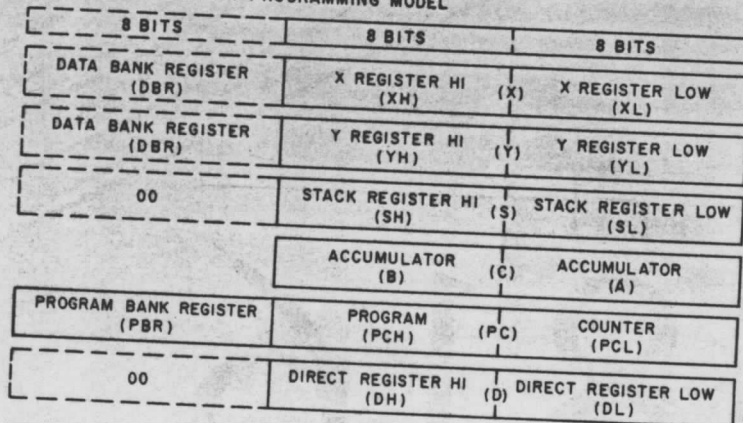 PROGRAMMING MODEL
8 BITS 8 BITS 8 BITS
DATA BANK REGISTER X REGISTER HI (X) X REGISTER LOW
(DBR) (XH) (XL)
DATA BANK REGISTER Y REGISTER HI (Y) Y REGISTER LOW
(DBR) (YH) (YL)
00 STACK REGISTER HI (S) STACK REGISTER LOW
(SH) (SL)
ACCUMULATOR (C) ACCUMULATOR
(B) (A)
PROGRAM BANK REGISTER PROGRAM (PC) COUNTER
(PBR) (PCH) (PCL)
00 DIRECT REGISTER HI (D) DIRECT REGISTER LOW
(DH) (DL)